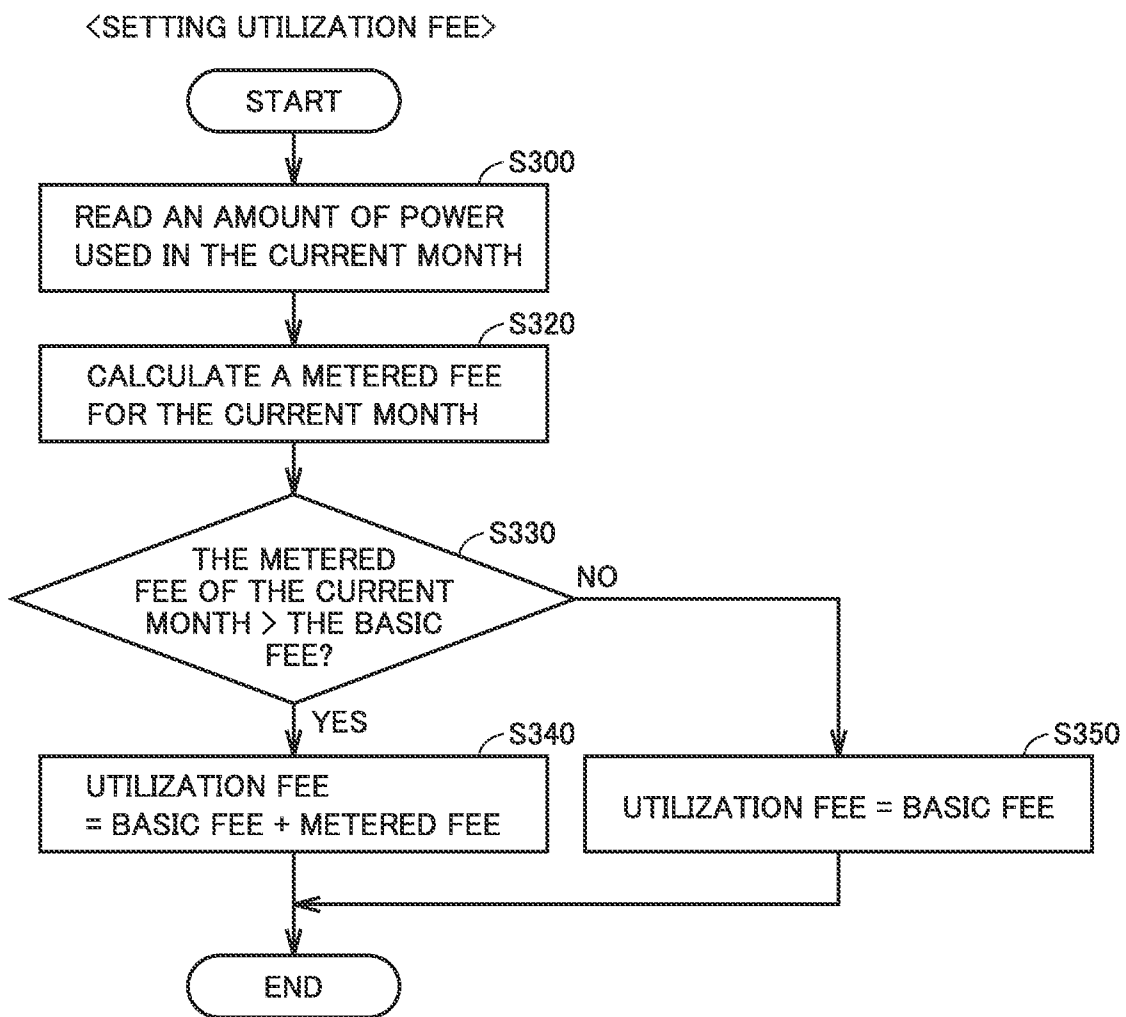 <SETTING UTILIZATION FEE>
START
S300
READ AN AMOUNT OF POWER
USED IN THE CURRENT MONTH
S320
CALCULATE A METERED FEE
FOR THE CURRENT MONTH
S330
THE METERED
FEE OF THE CURRENT
MONTH > THE BASIC
FEE?
NO
YES
S340
UTILIZATION FEE
= BASIC FEE + METERED FEE
S350
UTILIZATION FEE = BASIC FEE
END